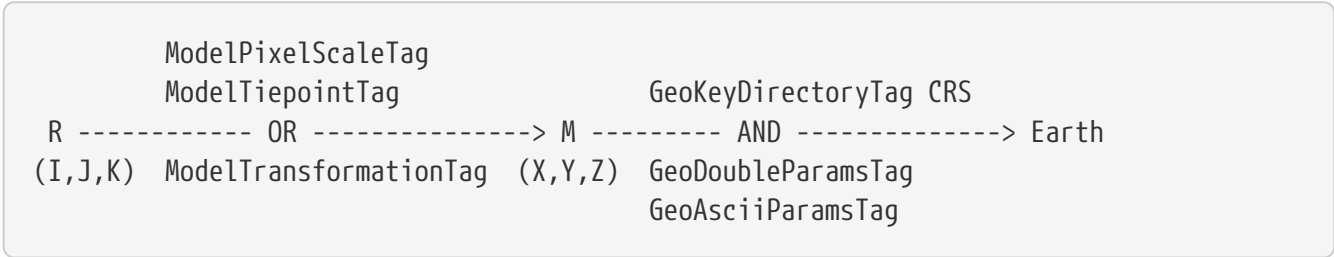 ModelPixelScaleTag
ModelTiepointTag GeoKeyDirectoryTag CRS
R ------------ OR ---------------> M --------- AND --------------> Earth
(I,J,K) ModelTransformationTag (X,Y,Z) GeoDoubleParamsTag
GeoAsciiParamsTag